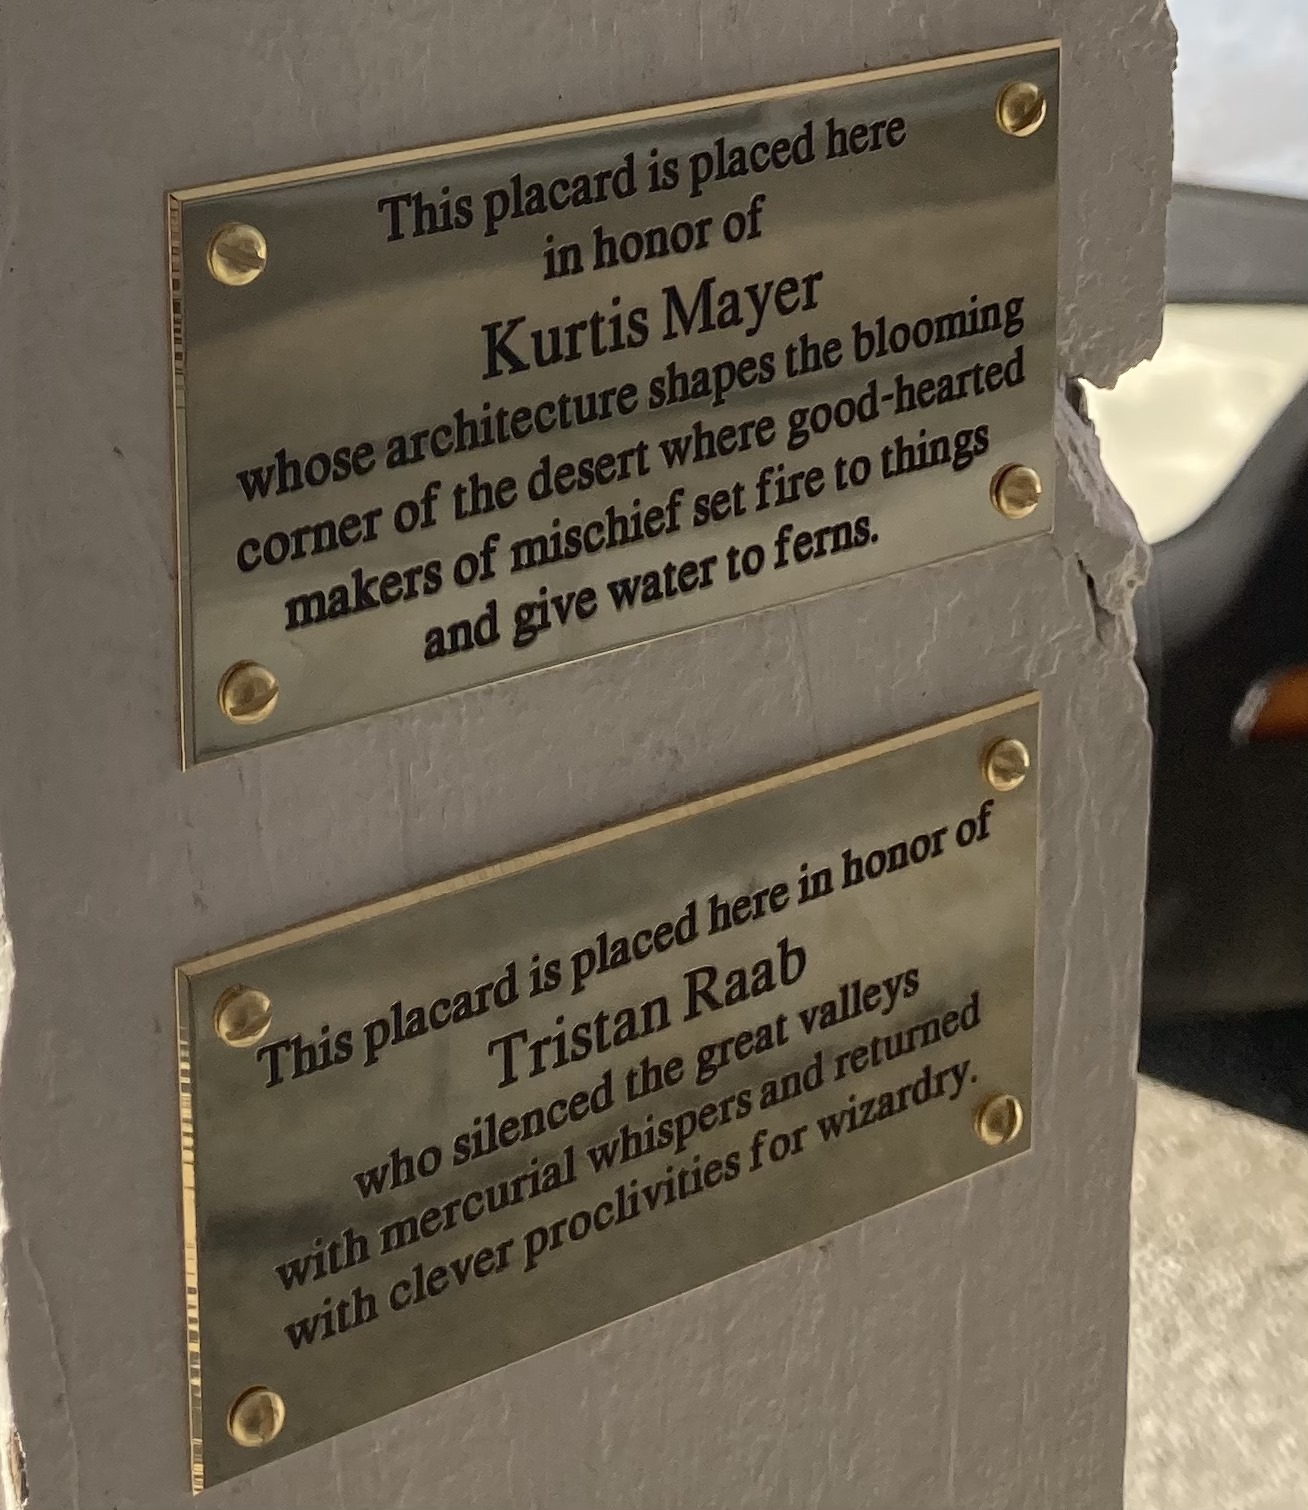 This placard is placed here
in honor of
Kurtis Mayer
whose architecture shapes the blooming
corner of the desert where good-hearted
makers of mischief set fire to things
and give water to ferns.
This placard is placed here in honor of
Tristan Raab
who silenced the great valleys
with mercurial whispers and returned
with clever proclivities for wizardry.